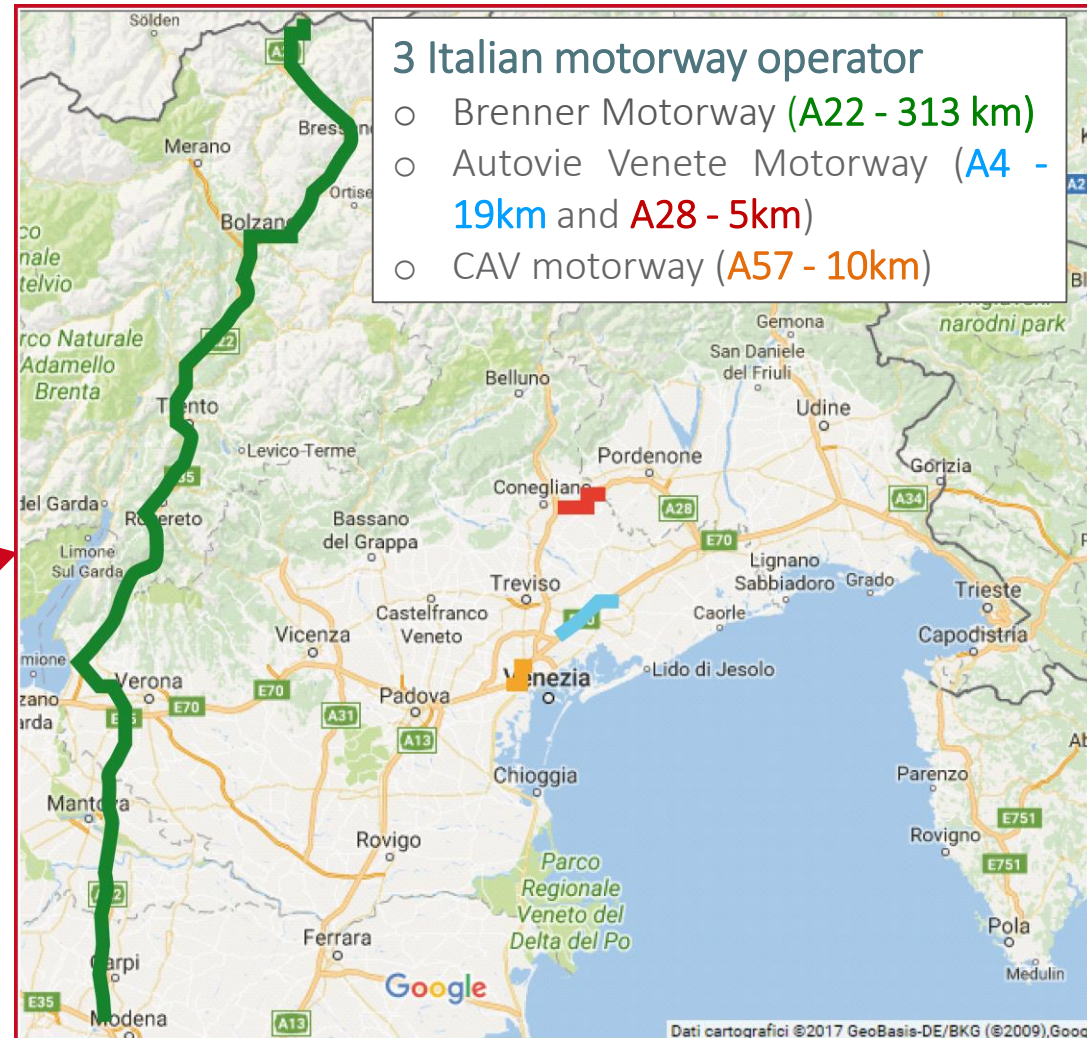 3 Italian motorway operator
o Brenner Motorway (A22 - 313 km)
o Autovie Venete Motorway (A4 -
19km and A28 - 5km)
o CAV motorway (A57 - 10km)
Sölden
Merano
Ortise
Bolzano
rco Naturale
Adamello
Brenta
Trento
Levico-Terme
Belluno
Gemona
narodni park
San Daniele
del Friuli
Udine
Pordenone
Conegliano
A28
Gorizia
A34
del Garda
Rovereto
Limone
Sul Garda
Bassano
del Grappa
E70
Lignano
Sabbiadoro
Grado
Trieste
Treviso
Castelfranco
Veneto
Caorle
Capodistria
Vicenza
Venezia
Lido di Jesolo
Verona
E70
E70
Padova
A31
A13
Chioggia
Parenzo
Mantova
E751
Rovigo
Rovigno
E751
Parco
Regionale
Veneto del
Delta del Po
Pola
Ferrara
Carpi
Google
Medulin
E35
Modena
A13
Dati cartografici ©2017 GeoBasis-DE/BKG (©2009),Goog